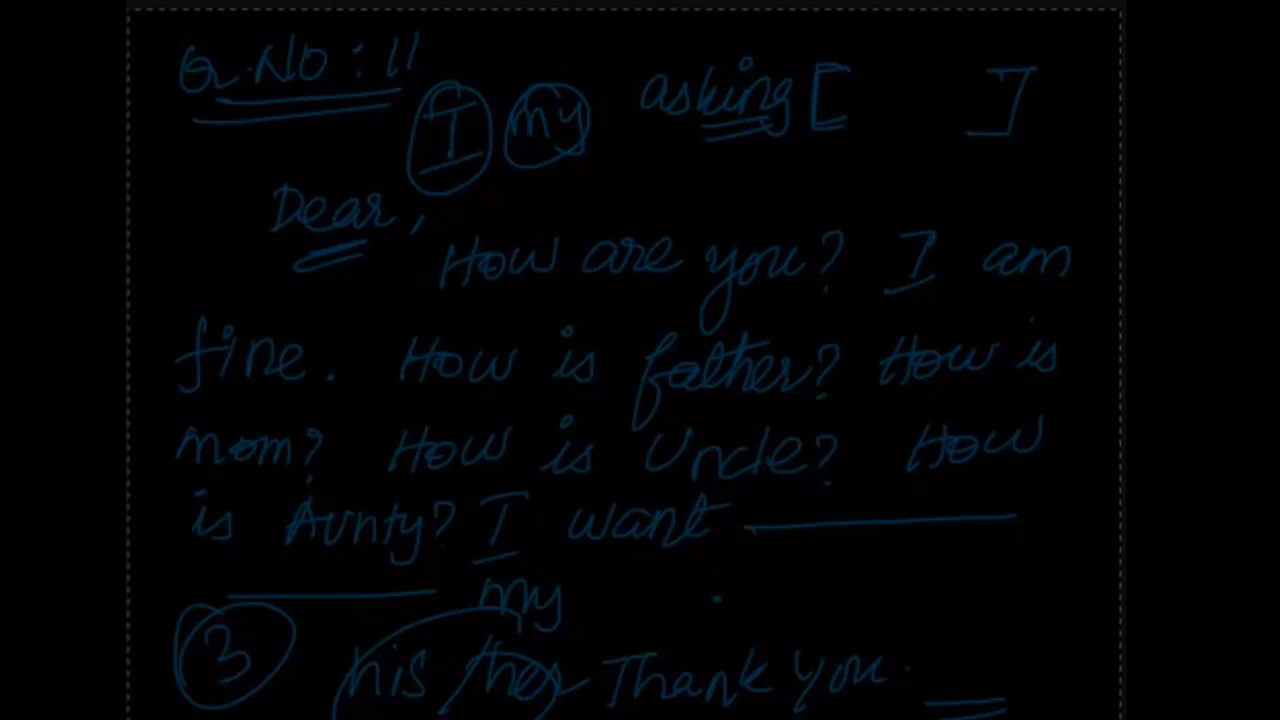 Q.No : 11
I my asking [ ]
Dear,
How are you? I am
fine. How is father? How is
mom? How is Uncle? How
is Aunty? I want
my
3 his Thank you.